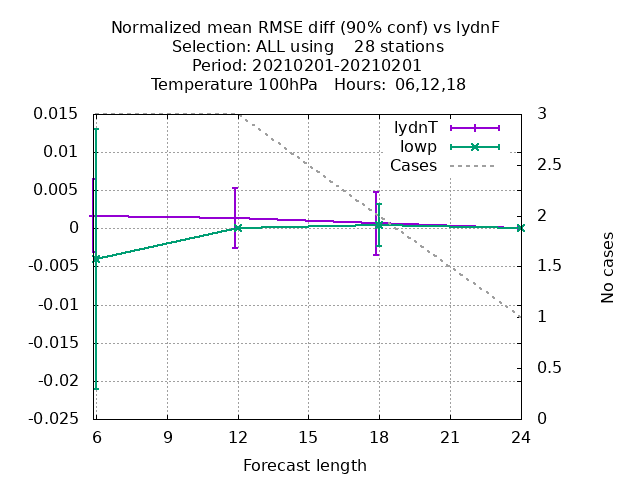 Normalized mean RMSE diff (90% conf) vs lydnF
Selection: ALL using    28 stations
Period: 20210201-20210201
Temperature 100hPa   Hours:  06,12,18
lydnT
lowp
Cases
0.015
0.01
0.005
0
-0.005
-0.01
-0.015
-0.02
-0.025
3
2.5
2
1.5
1
0.5
0
No cases
6 9 12 15 18 21 24
Forecast length